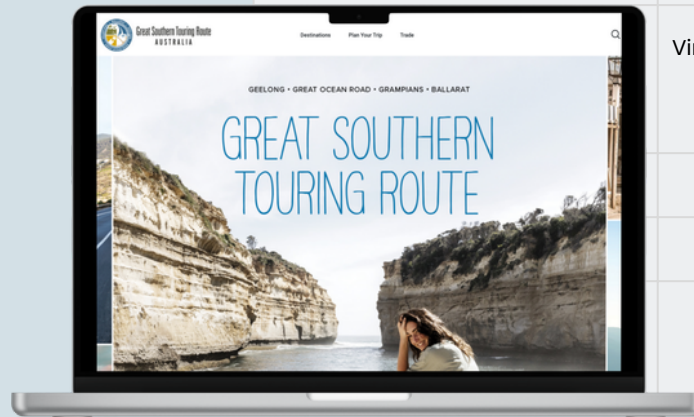 Great Southern Touring Route
AUSTRALIA
Destinations Plan Your Trip Trade
GEELONG • GREAT OCEAN ROAD • GRAMPIANS • BALLARAT
GREAT SOUTHERN
TOURING ROUTE